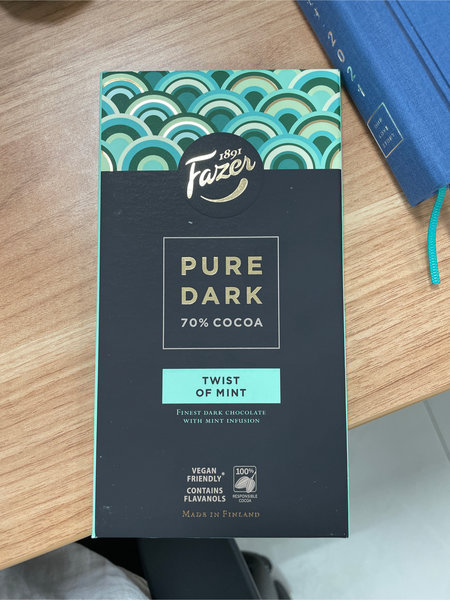 1891
Fazer
PURE
DARK
70% COCOA
TWIST
OF MINT
FINEST DARK CHOCOLATE
WITH MINT INFUSION
VEGAN
FRIENDLY*
CONTAINS
FLAVANOLS
100%
RESPONSIBLE
COCOA
MADE IN FINLAND